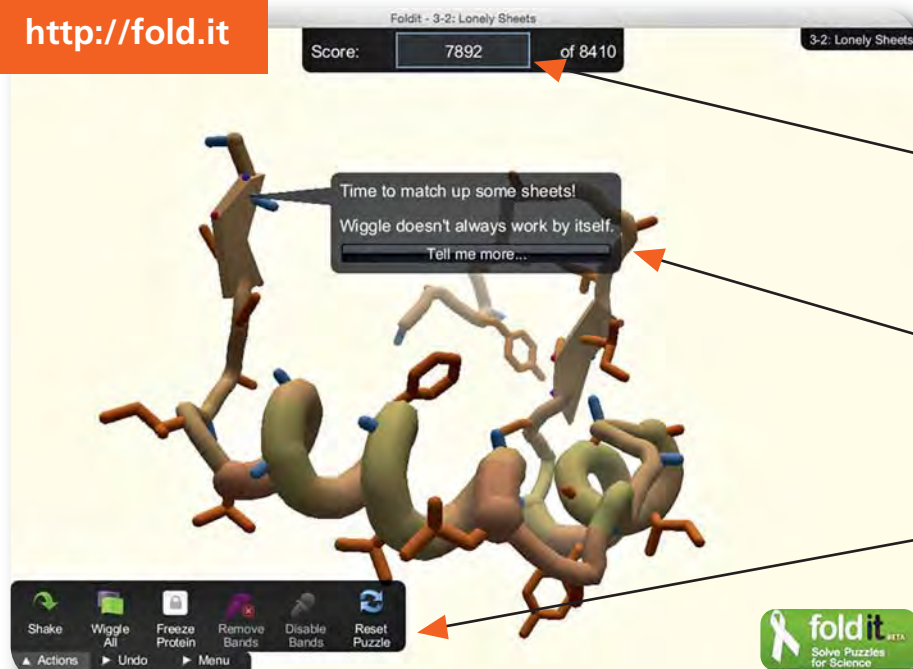 http://fold.it
Foldit - 3-2: Lonely Sheets
Score: 7892 of 8410
3-2: Lonely Sheets
Time to match up some sheets!
Wiggle doesn't always work by itself.
Tell me more...
Shake
Wiggle All
Freeze Protein
Remove Bands
Disable Bands
Reset Puzzle
▲ Actions ► Undo ► Menu
foldit BETA
Solve Puzzles
for Science